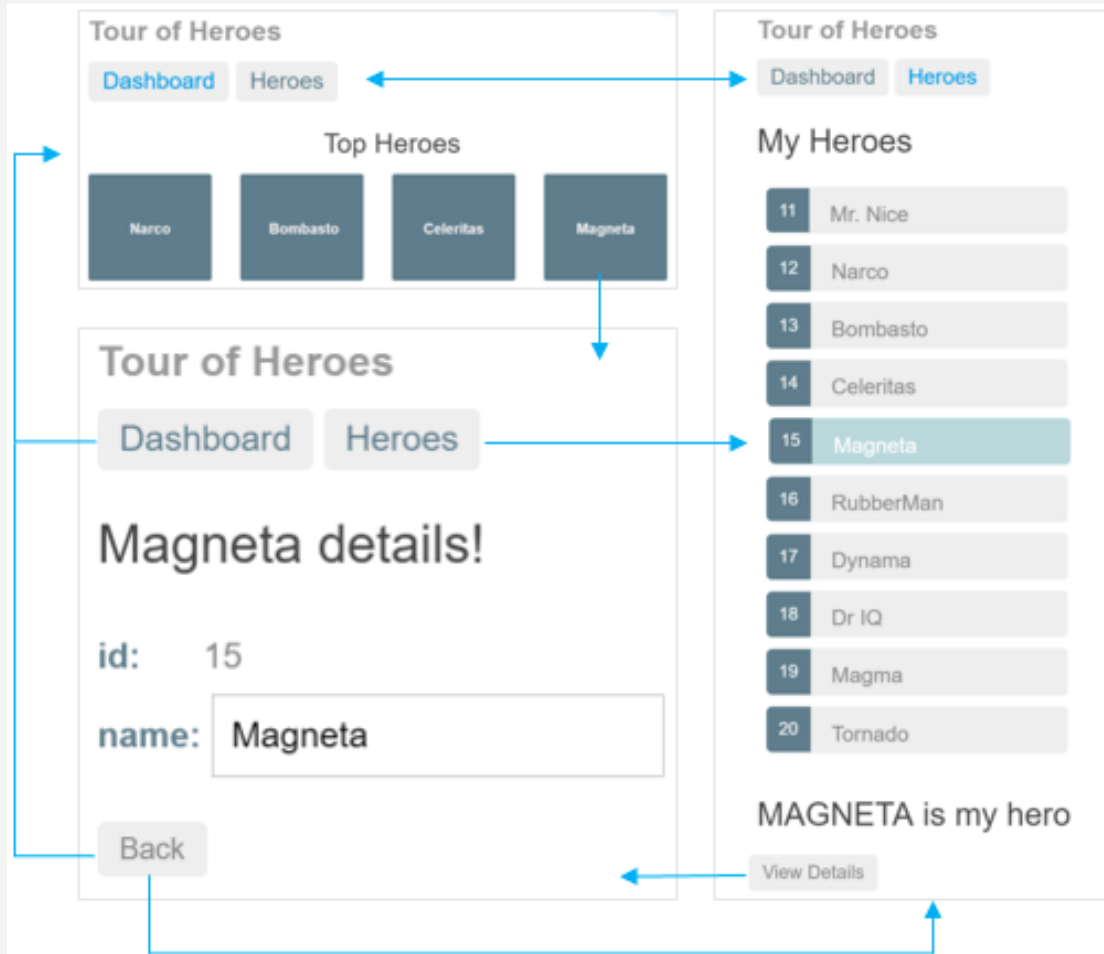 Tour of Heroes
Dashboard Heroes
Top Heroes
Narco Bombasto Celeritas Magneta
Tour of Heroes
Dashboard Heroes
Magneta details!
id: 15
name: Magneta
Back
Tour of Heroes
Dashboard Heroes
My Heroes
11 Mr. Nice
12 Narco
13 Bombasto
14 Celeritas
15 Magneta
16 RubberMan
17 Dynama
18 Dr IQ
19 Magma
20 Tornado
MAGNETA is my hero
View Details